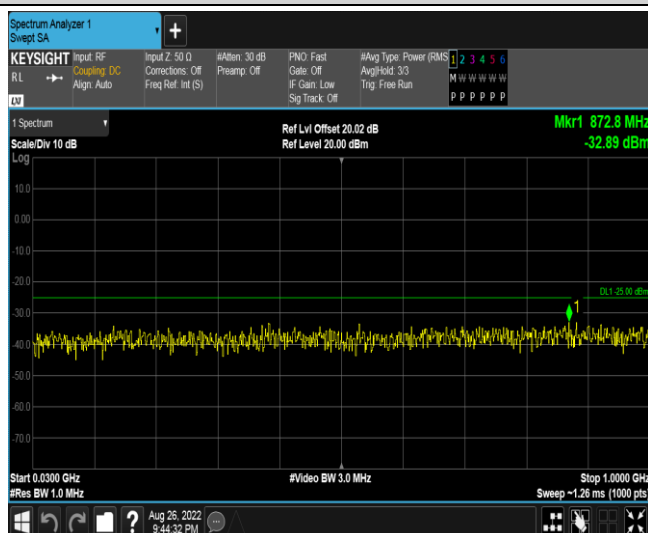 Spectrum Analyzer 1
Swept SA
+
KEYSIGHT
RL
LXI
Input: RF
Coupling: DC
Align: Auto
Input Z: 50 Ω
Corrections: Off
Freq Ref: Int (S)
#Atten: 30 dB
Preamp: Off
PNO: Fast
Gate: Off
IF Gain: Low
Sig Track: Off
#Avg Type: Power (RMS
Avg|Hold: 3/3
Trig: Free Run
1 2 3 4 5 6
M W W W W W
P P P P P P
1 Spectrum
Scale/Div 10 dB
Log
Ref Lvl Offset 20.02 dB
Ref Level 20.00 dBm
Mkr1 872.8 MHz
-32.89 dBm
10.0
0.00
-10.0
-20.0
DL1 -25.00 dBm
1
-30.0
-40.0
-50.0
-60.0
-70.0
Start 0.0300 GHz
#Res BW 1.0 MHz
#Video BW 3.0 MHz
Stop 1.0000 GHz
Sweep ~1.26 ms (1000 pts)
?
Aug 26, 2022
9:44:32 PM